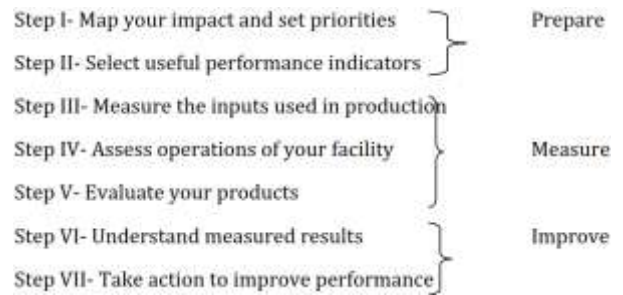 Step I- Map your impact and set priorities Prepare
Step II- Select useful performance indicators
Step III- Measure the inputs used in production
Step IV- Assess operations of your facility Measure
Step V- Evaluate your products
Step VI- Understand measured results Improve
Step VII- Take action to improve performance